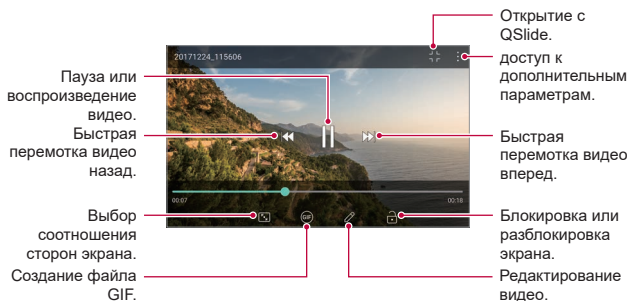 Открытие с
QSlide.
доступ к
дополнительным
параметрам.
20171224_115606
Пауза или
воспроизведение
видео.
Быстрая
перемотка видео
назад.
Быстрая
перемотка видео
вперед.
00:07
00:18
GIF
Выбор
соотношения
сторон экрана.
Блокировка или
разблокировка
экрана.
Создание файла
GIF.
Редактирование
видео.